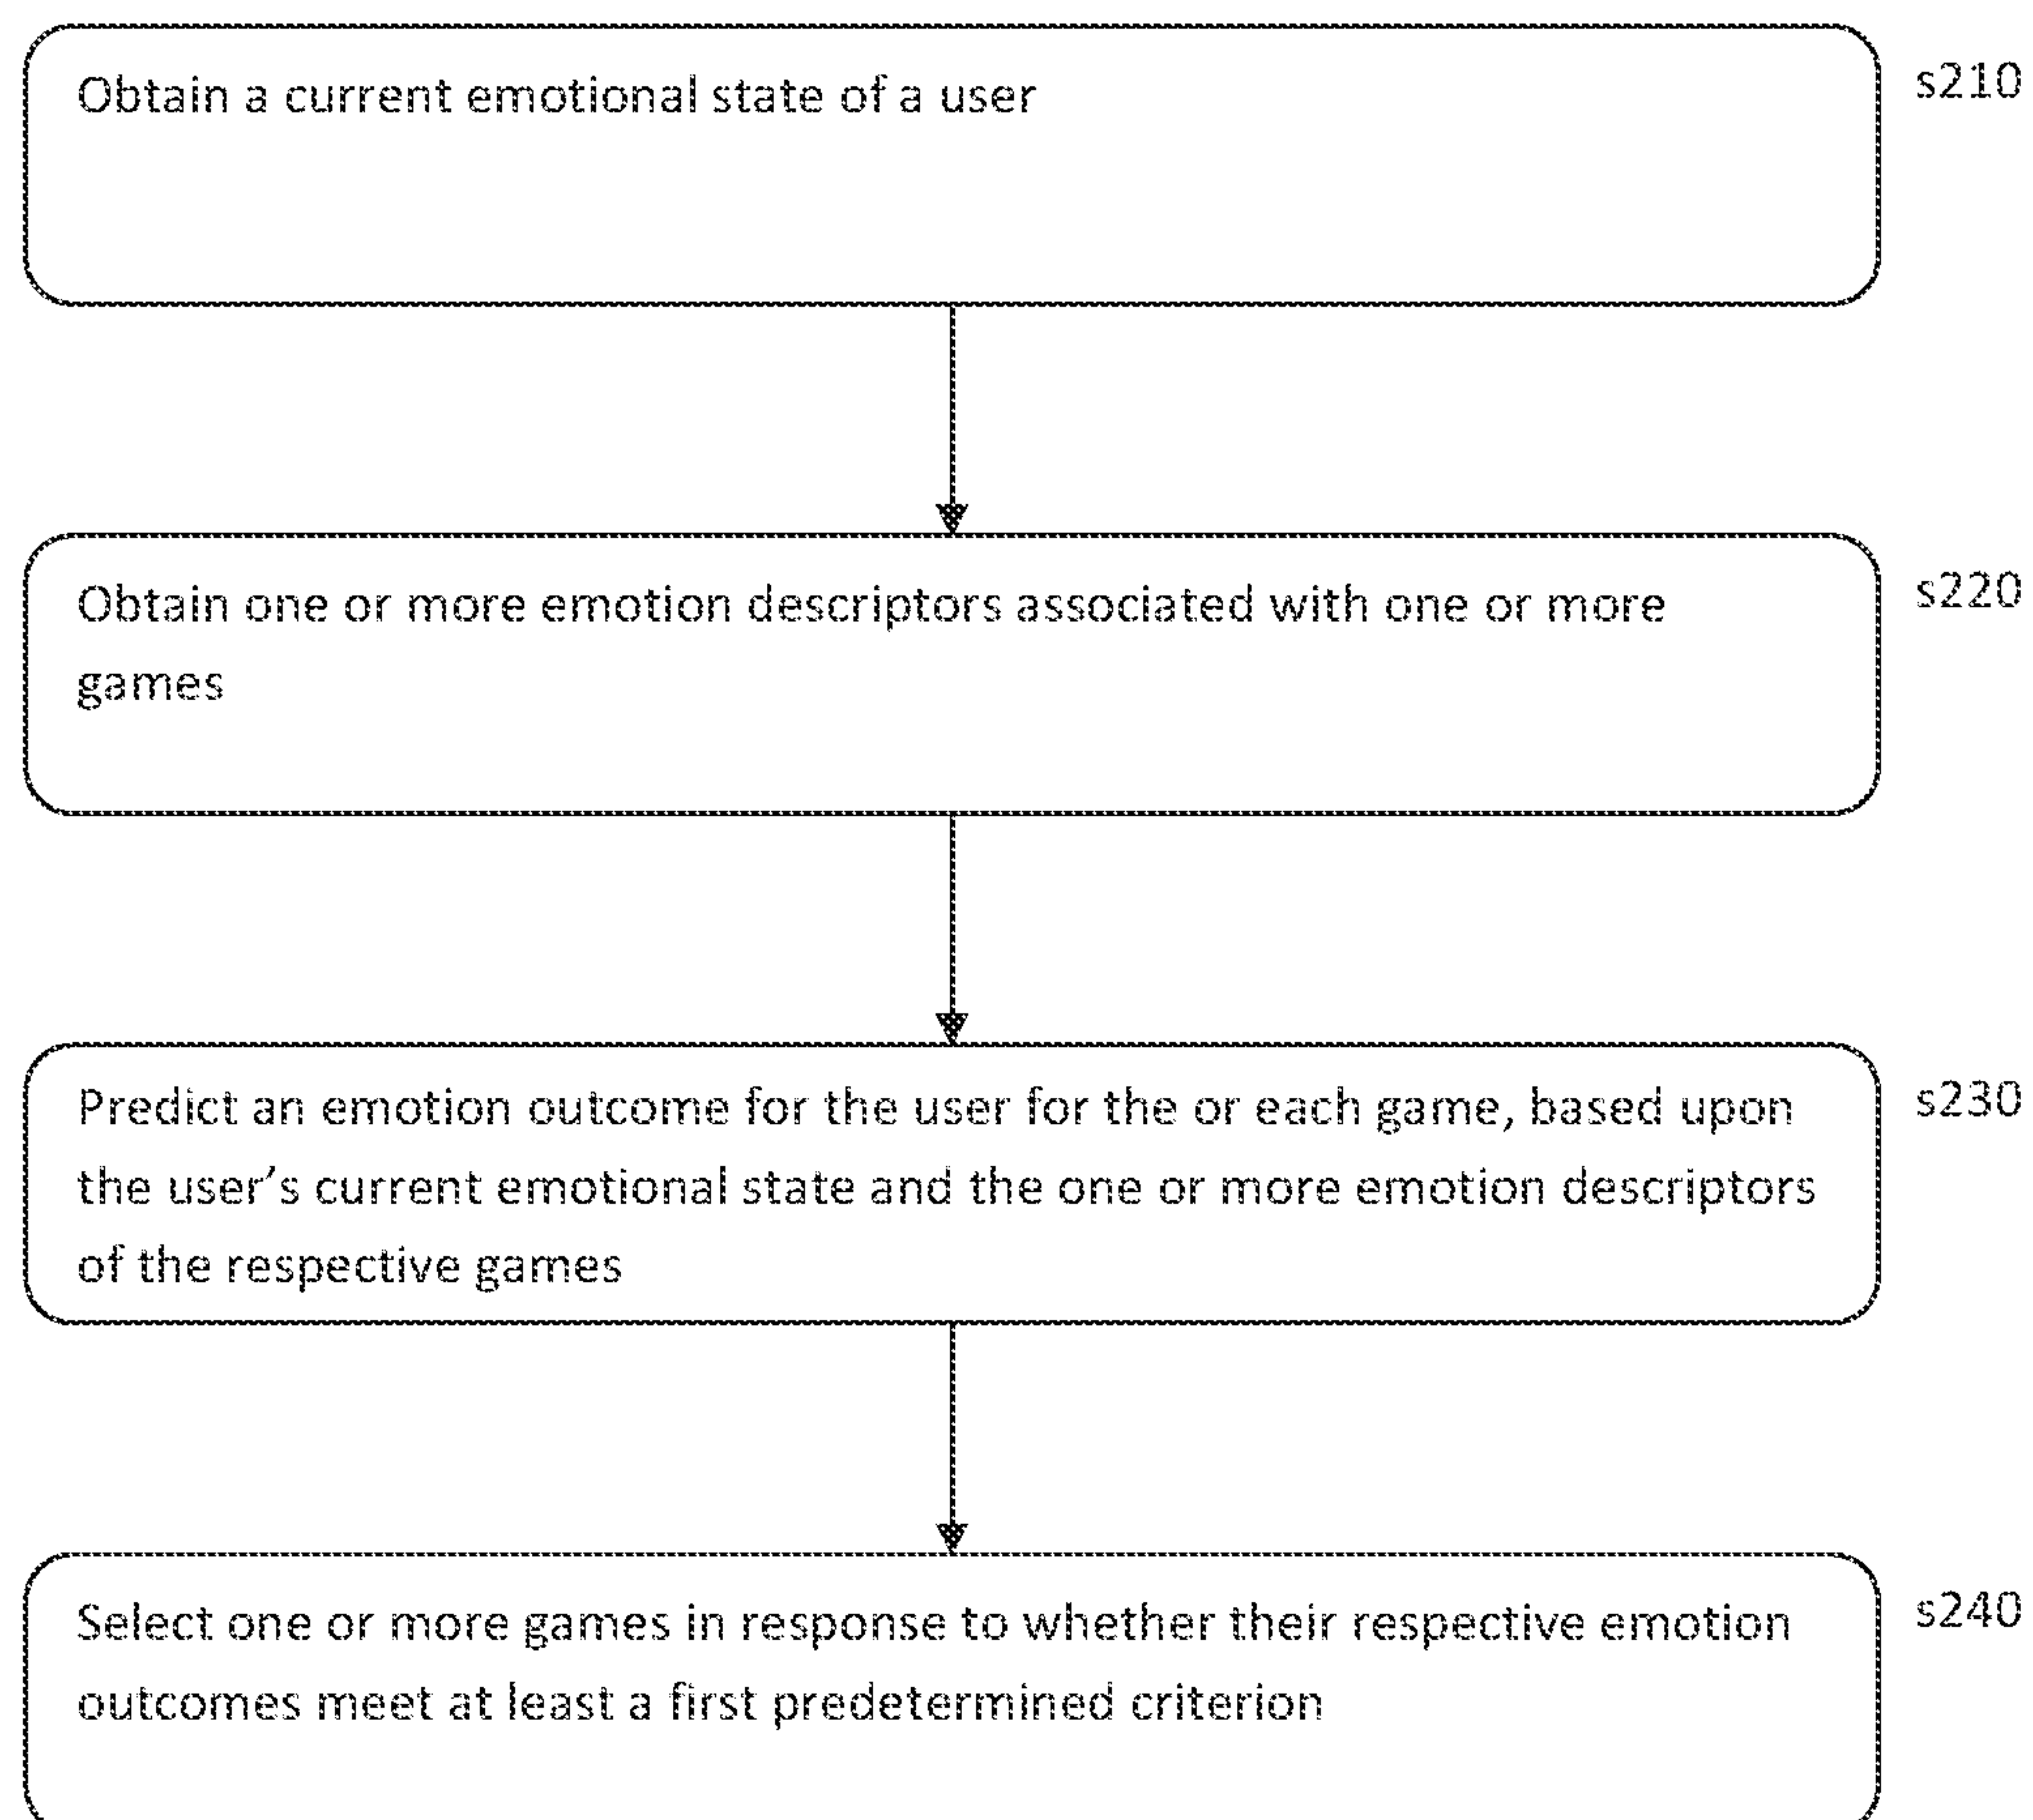 Obtain a current emotional state of a user
s210
Obtain one or more emotion descriptors associated with one or more
games
s220
Predict an emotion outcome for the user for the or each game, based upon
the user's current emotional state and the one or more emotion descriptors
of the respective games
s230
Select one or more games in response to whether their respective emotion
outcomes meet at least a first predetermined criterion
s240